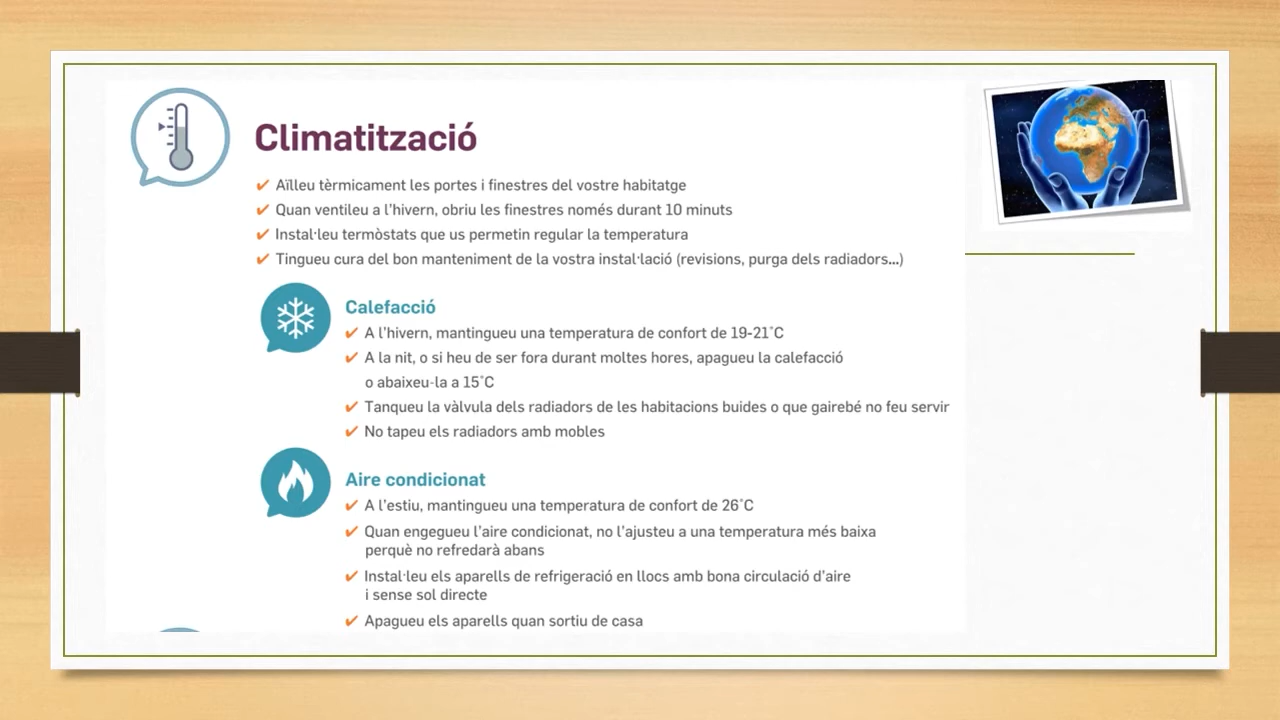 Climatització
✔ Aïlleu tèrmicament les portes i finestres del vostre habitatge
✔ Quan ventileu a l'hivern, obriu les finestres només durant 10 minuts
✔ Instal·leu termòstats que us permetin regular la temperatura
✔ Tingueu cura del bon manteniment de la vostra instal·lació (revisions, purga dels radiadors...)
Calefacció
✔ A l'hivern, mantingueu una temperatura de confort de 19-21˚C
✔ A la nit, o si heu de ser fora durant moltes hores, apagueu la calefacció
o abaixeu-la a 15˚C
✔ Tanqueu la vàlvula dels radiadors de les habitacions buides o que gairebé no feu servir
✔ No tapeu els radiadors amb mobles
Aire condicionat
✔ A l'estiu, mantingueu una temperatura de confort de 26˚C
✔ Quan engegueu l'aire condicionat, no l'ajusteu a una temperatura més baixa
perquè no refredarà abans
✔ Instal·leu els aparells de refrigeració en llocs amb bona circulació d'aire
i sense sol directe
✔ Apagueu els aparells quan sortiu de casa